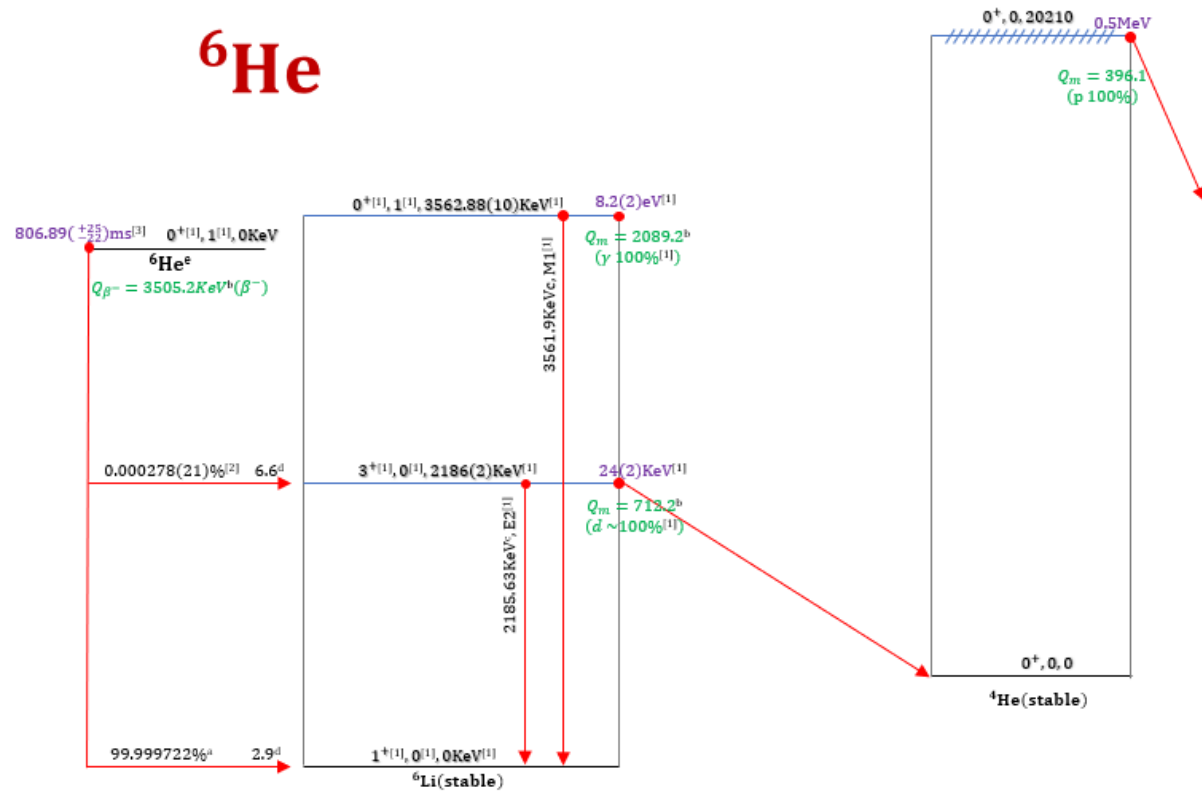 ⁶He
0⁺, 0, 20210
0.5MeV
Qₘ = 396.1
(p 100%)
0⁺[1], 1[1], 3562.88(10)KeV[1]
8.2(2)eV[1]
Qₘ = 2089.2ᵇ
(γ 100%[1])
806.89(+25 −22)ms[3] 0⁺[1], 1[1], 0KeV
⁶Heᵉ
Qβ⁻ = 3505.2KeVᵇ(β⁻)
3561.9KeVc, M1[1]
0.000278(21)%[2] 6.6ᵈ
3⁺[1], 0[1], 2186(2)KeV[1]
24(2)KeV[1]
Qₘ = 712.2ᵇ
(d ~100%[1])
2185.63KeVᶜ, E2[1]
0⁺, 0, 0
⁴He(stable)
99.999722%ᵃ 2.9ᵈ
1⁺[1], 0[1], 0KeV[1]
⁶Li(stable)